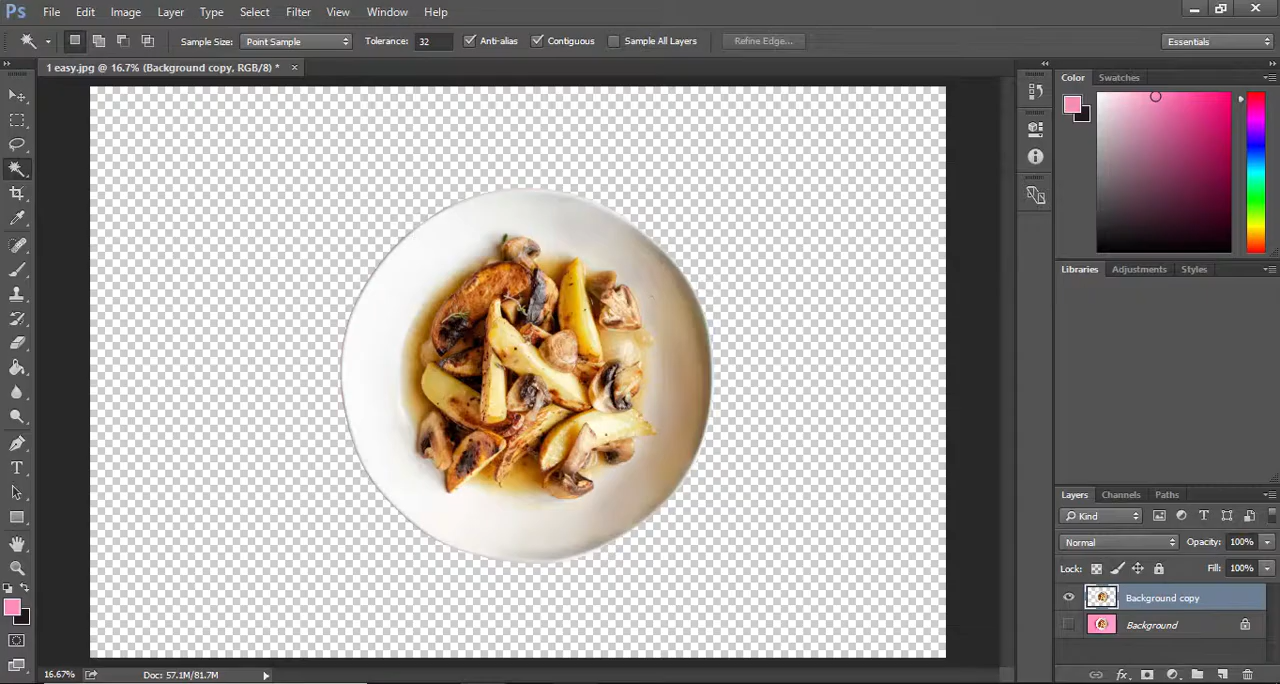 Ps File Edit Image Layer Type Select Filter View Window Help
Sample Size: Point Sample Tolerance: 32 Anti-alias Contiguous Sample All Layers Refine Edge... Essentials
1 easy.jpg @ 16.7% (Background copy, RGB/8) * ×
Color Swatches
Libraries Adjustments Styles
Layers Channels Paths
Kind
Normal Opacity: 100%
Lock: Fill: 100%
Background copy
Background
16.67% Doc: 57.1M/81.7M